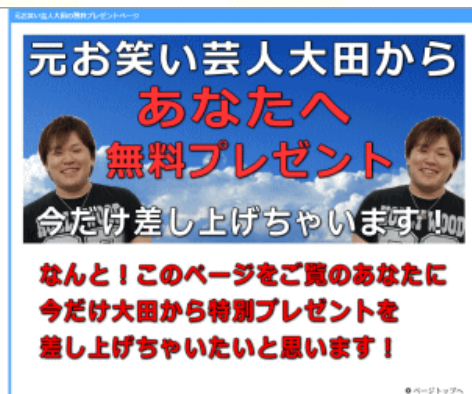 元お笑い芸人大田の無料プレゼントページ
元お笑い芸人大田から
あなたへ
無料プレゼント
今だけ差し上げちゃいます！
なんと！このページをご覧のあなたに
今だけ大田から特別プレゼントを
差し上げちゃいたいと思います！
ページトップへ